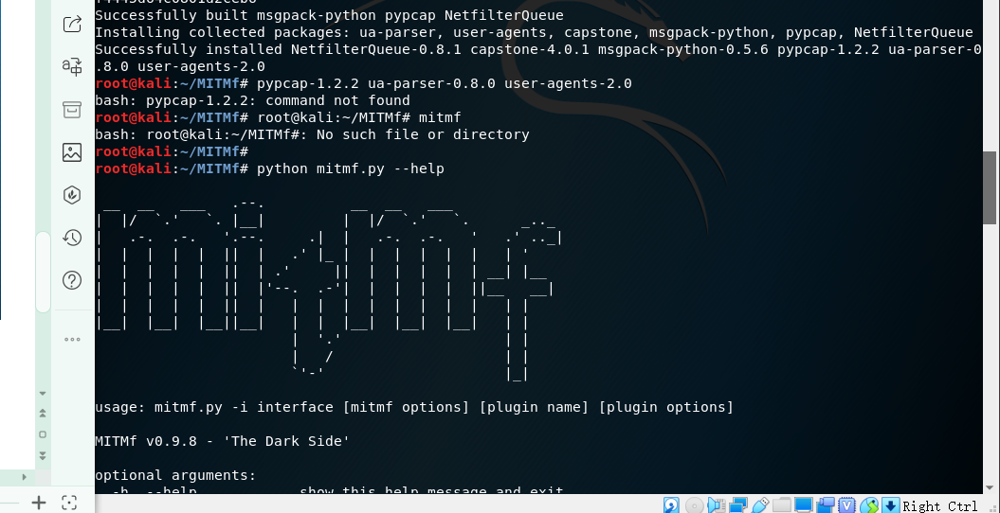 Successfully built msgpack-python pypcap NetfilterQueue
Installing collected packages: ua-parser, user-agents, capstone, msgpack-python, pypcap, NetfilterQueue
Successfully installed NetfilterQueue-0.8.1 capstone-4.0.1 msgpack-python-0.5.6 pypcap-1.2.2 ua-parser-0
.8.0 user-agents-2.0
root@kali:~/MITMf# pypcap-1.2.2 ua-parser-0.8.0 user-agents-2.0
bash: pypcap-1.2.2: command not found
root@kali:~/MITMf# root@kali:~/MITMf# mitmf
bash: root@kali:~/MITMf#: No such file or directory
root@kali:~/MITMf#
root@kali:~/MITMf# python mitmf.py --help
usage: mitmf.py -i interface [mitmf options] [plugin name] [plugin options]
MITMf v0.9.8 - 'The Dark Side'
optional arguments:
-h, --help show this help message and exit
Right Ctrl